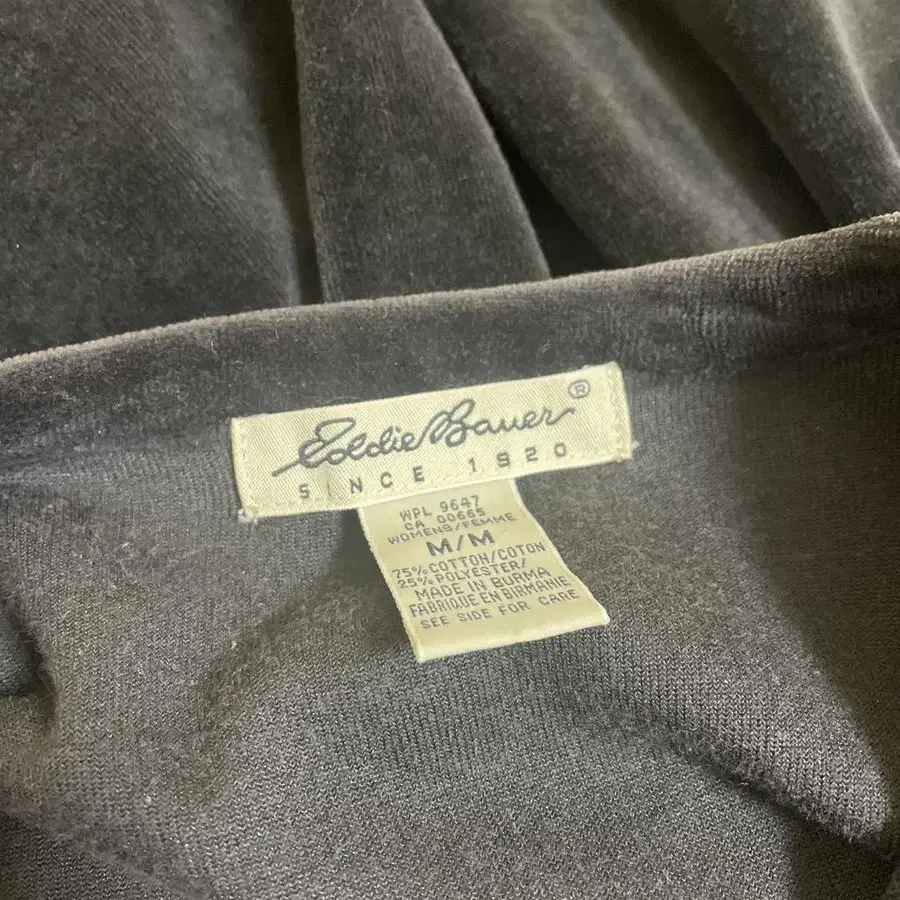 Eddie Bauer®
SINCE 1920
WPL 9647
CA 00665
WOMENS/FEMME
M/M
75% COTTON/COTON
25% POLYESTER/
MADE IN BURMA
FABRIQUE EN BIRMANIE
SEE SIDE FOR CARE